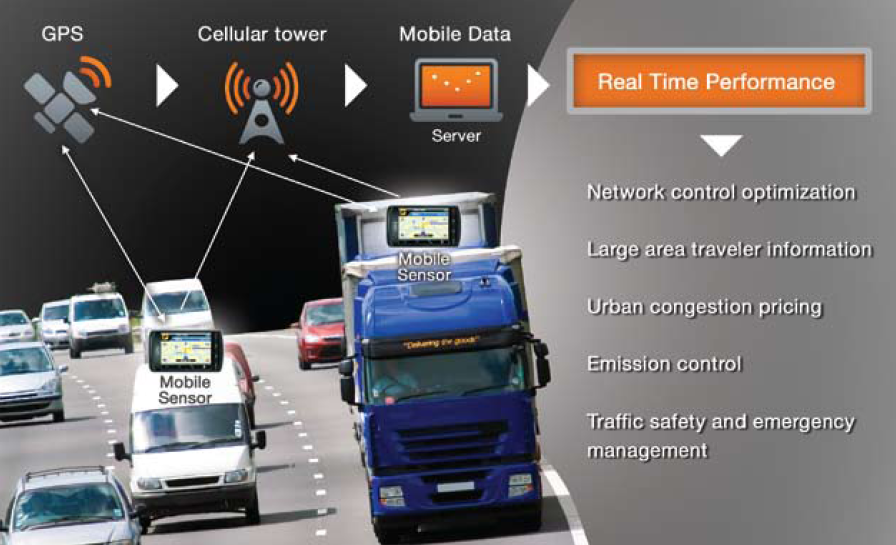 GPS
Cellular tower
Mobile Data
Server
Real Time Performance
Network control optimization
Large area traveler information
Urban congestion pricing
Emission control
Traffic safety and emergency
management
Mobile
Sensor
"Delivering the goods"
Mobile
Sensor